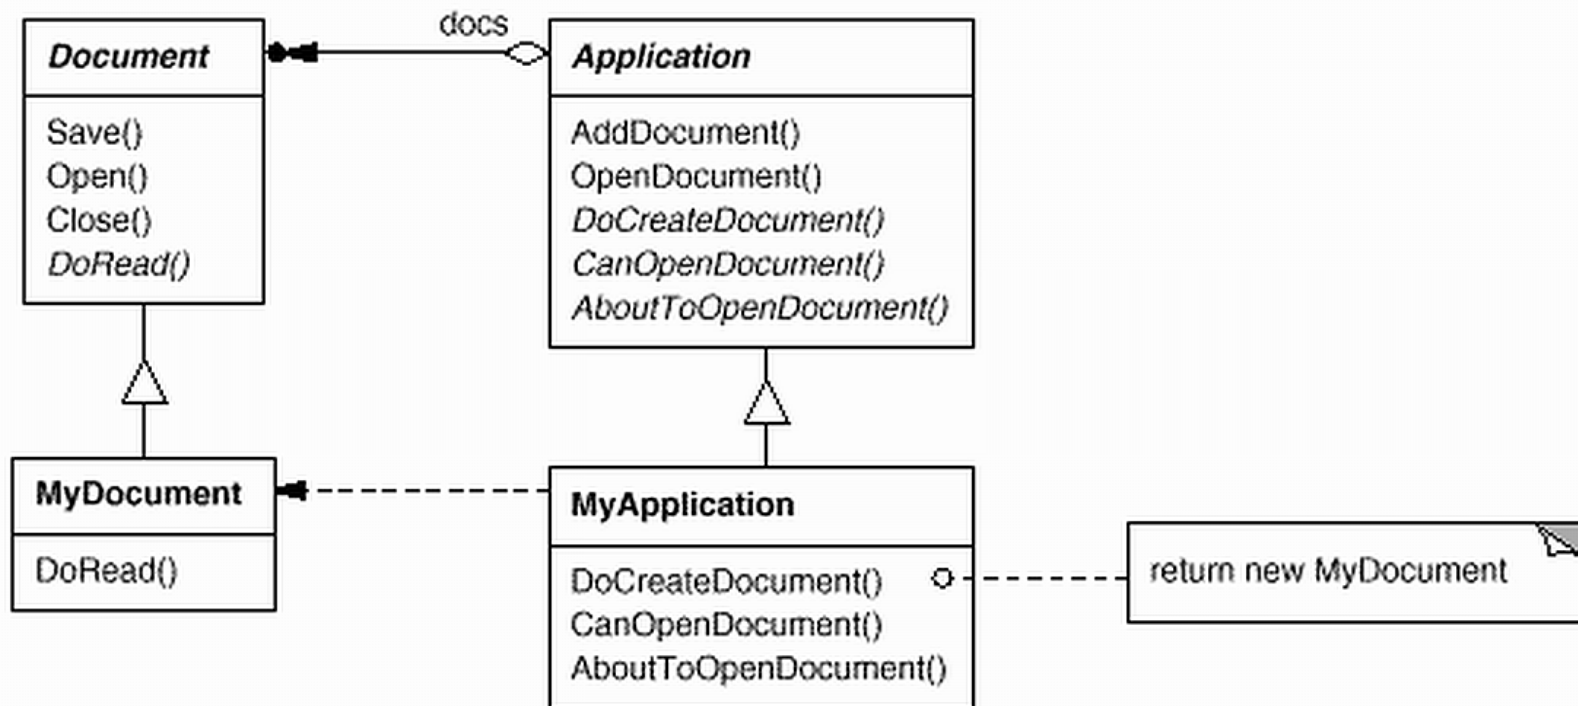 docs
Document
Save()
Open()
Close()
DoRead()
Application
AddDocument()
OpenDocument()
DoCreateDocument()
CanOpenDocument()
AboutToOpenDocument()
MyDocument
DoRead()
MyApplication
DoCreateDocument()
CanOpenDocument()
AboutToOpenDocument()
return new MyDocument